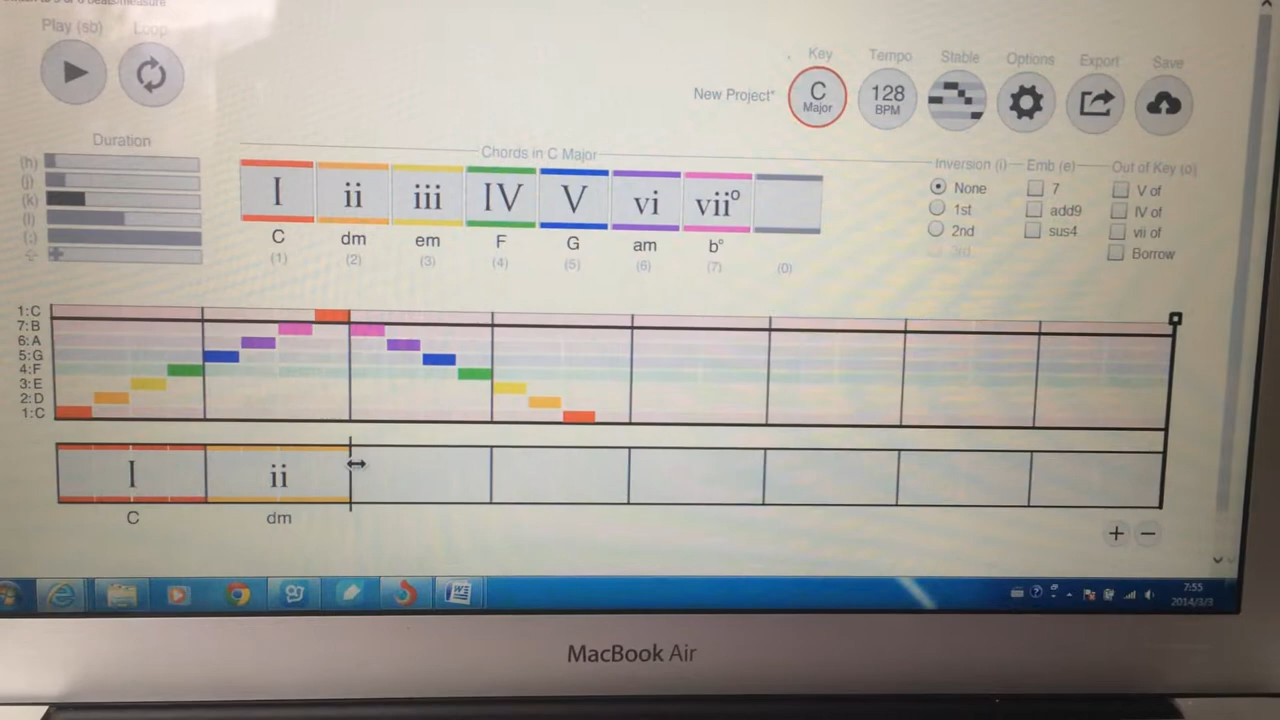 beats-measure
Play (sb) Loop
Key Tempo Stable Options Export Save
New Project* C Major 128 BPM
Duration
Chords in C Major
Inversion (i) Emb (e) Out of Key (o)
(h)
(j)
(k)
(l)
(;)
I ii iii IV V vi vii°
C dm em F G am b°
(1) (2) (3) (4) (5) (6) (7) (0)
None 7 V of
1st add9 IV of
2nd sus4 vii of
3rd Borrow
1:C
7:B
6:A
5:G
4:F
3:E
2:D
1:C
I ii
C dm
+ −
7:55
2014/3/3
MacBook Air